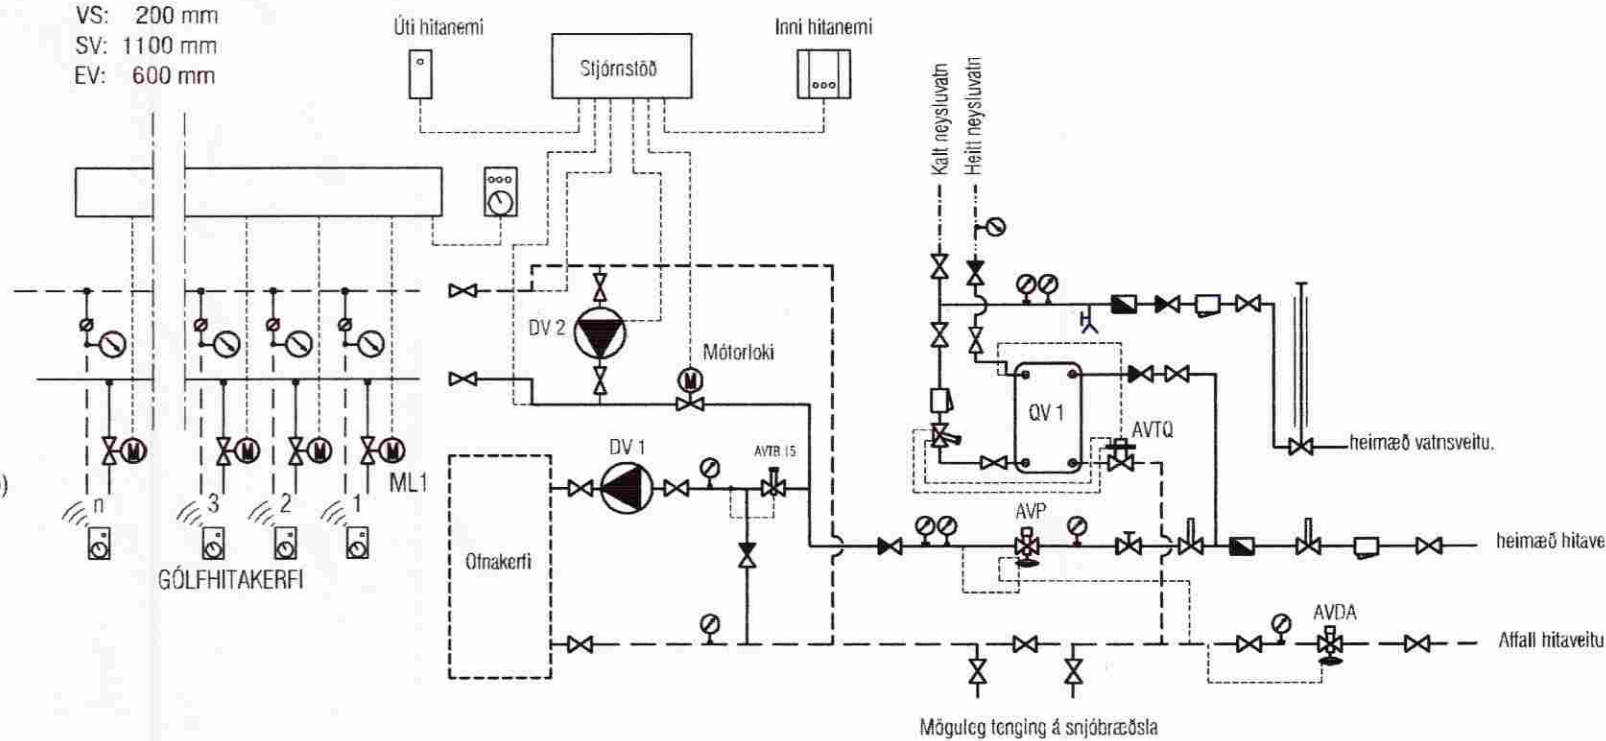 VS: 200 mm
SV: 1100 mm
EV: 600 mm
Úti hitanemi
Stjórnstöð
Inni hitanemi
Kalt neysluvatn
Heitt neysluvatn
DV 2
Mótorloki
M
QV 1
AVTQ
heimæð vatnsveitu.
M
M
M
M
ML1
n
3
2
1
GÓLFHITAKERFI
)
DV 1
AVTB 15
Ofnakerfi
AVP
heimæð hitave
AVDA
Affall hitaveitu
Möguleg tenging á snjóbræðsla